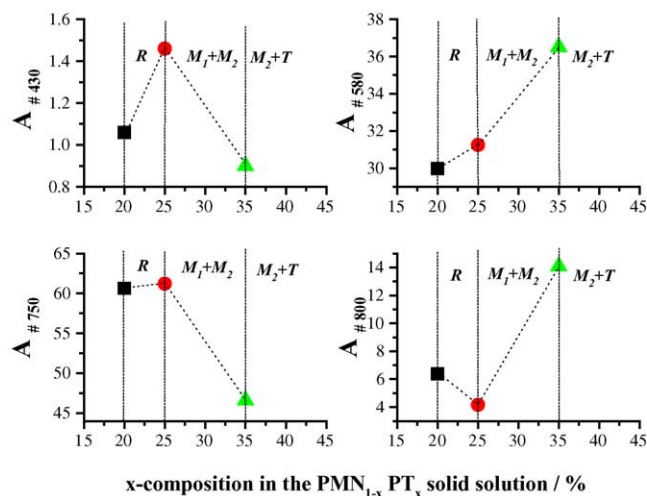 A # 430
1.6
1.4
1.2
1.0
0.8
R M1+M2 M2+T
15 20 25 30 35 40 45
A # 580
38
36
34
32
30
28
R M1+M2 M2+T
15 20 25 30 35 40 45
A # 750
65
60
55
50
45
R M1+M2 M2+T
15 20 25 30 35 40 45
A # 800
14
12
10
8
6
4
R M1+M2 M2+T
15 20 25 30 35 40 45
x-composition in the PMN1-x PTx solid solution / %